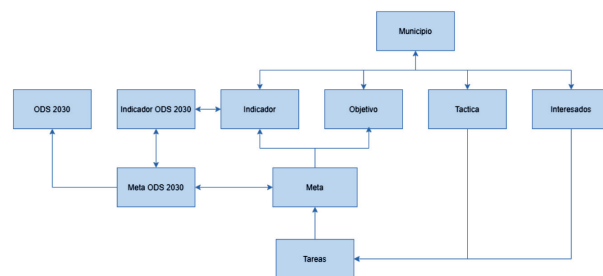 Municipio
ODS 2030
Indicador ODS 2030
Indicador
Objetivo
Tactica
Interesados
Meta ODS 2030
Meta
Tareas